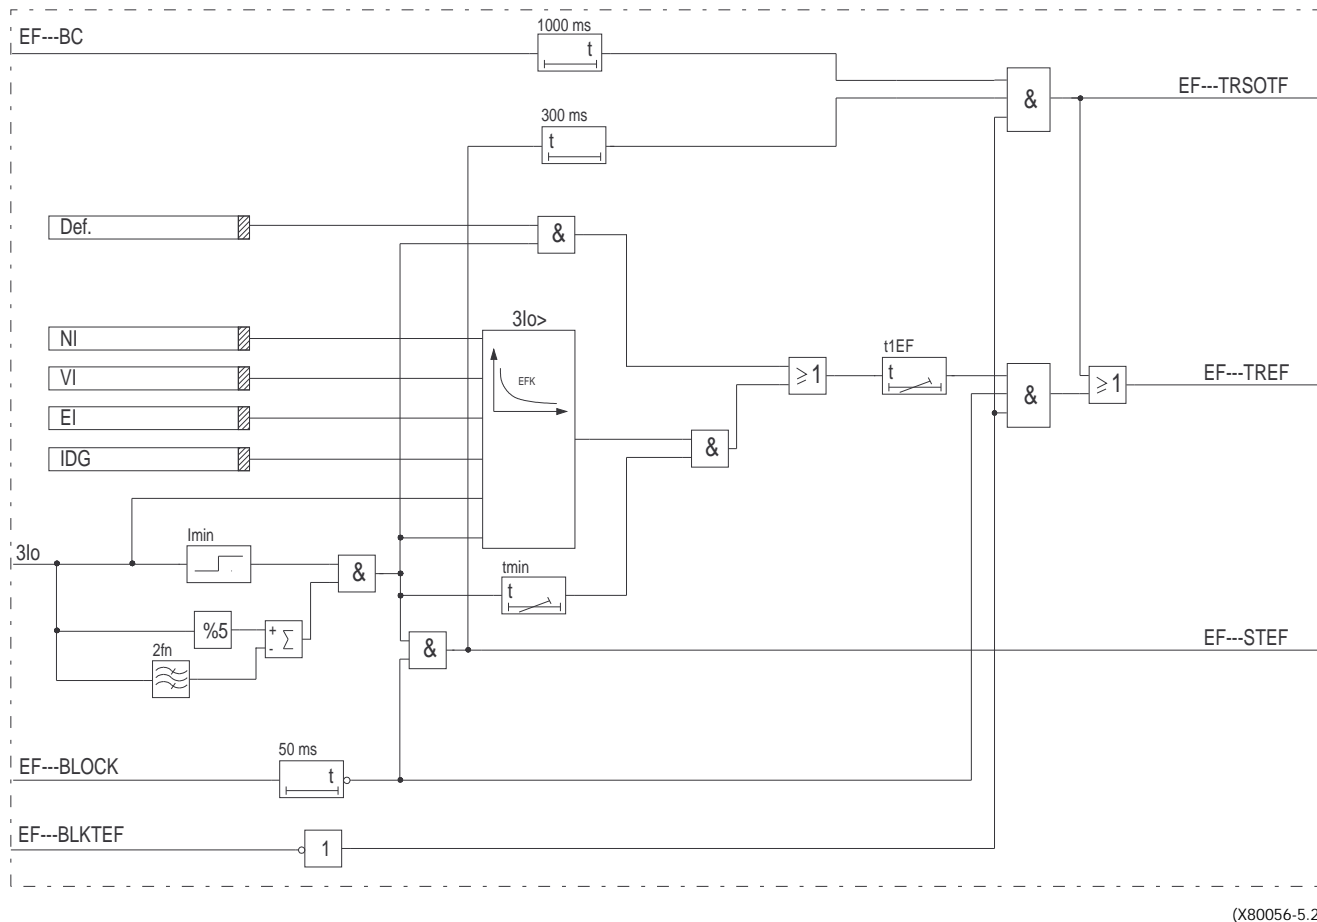 1000 ms
EF---BC
t
EF---TRSOTF
&
300 ms
t
Def.
&
3Io>
NI
t1EF
VI
EFK
≥1
t
EF---TREF
≥1
&
EI
&
IDG
Imin
3Io
&
tmin
t
%5
+
Σ
-
EF---STEF
&
2fn
50 ms
EF---BLOCK
t
EF---BLKTEF
1
(X80056-5.2